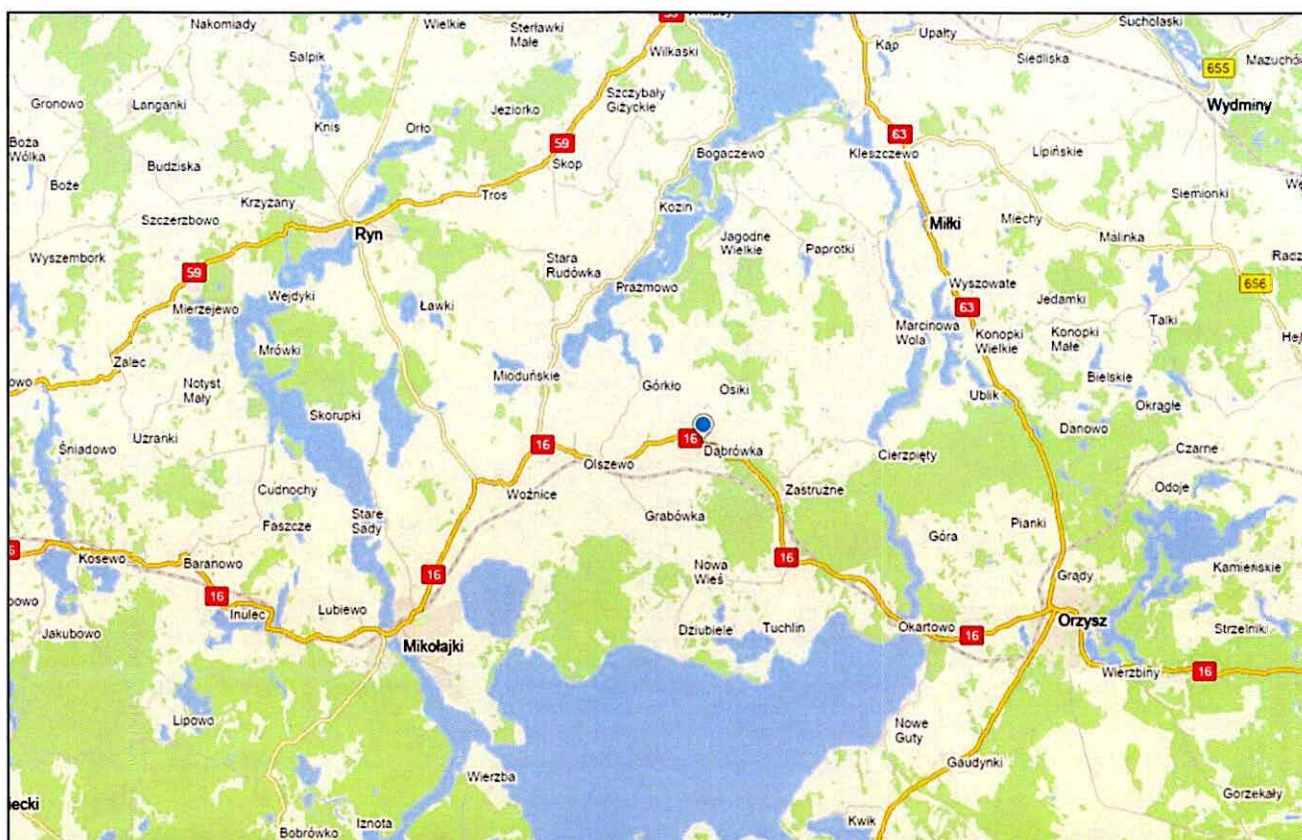 Nakomiady
Wielkie
Sterławki
Małe
Wilkaski
Kąp
Upałty
Sucholaski
Siedliska
655
Mazuchów
Salpik
Gronowo
Langanki
Jeziorko
Szczybały
Giżyckie
Wydminy
Knis
Orło
59
63
Boża
Wólka
Budziska
Skop
Bogaczewo
Kleszczewo
Lipińskie
Boże
Krzyżany
Tros
Siemionki
Szczerzbowo
Kozin
Ryn
Jagodne
Wielkie
Paprotki
Miłki
Miechy
Malinka
Wyszembork
Stara
Rudówka
59
Wejdyki
Prażmowo
Wyszowate
656
Mierzejewo
Ławki
63
Jedamki
Marcinowa
Wola
Konopki
Wielkie
Konopki
Małe
Talki
Mrówki
Zalec
Notyst
Mały
Mioduńskie
Górkło
Osiki
Bielskie
Ublik
Okrągłe
Skorupki
Użranki
16
16
Danowo
Śniadowo
Dąbrówka
Olszewo
Cierzpięty
Czarne
Cudnochy
Woźnice
Zastrużne
Odoje
Faszcze
Stare
Sady
Grabówka
Pianki
Góra
Kosewo
Baranowo
16
16
Nowa
Wieś
Kamieńskie
Grądy
16
Inulec
Lubiewo
Jakubowo
Mikołajki
Dziubiele
Tuchlin
Okartowo
16
Orzysz
Strzelniki
Wierzbiny
16
Lipowo
Nowe
Guty
Gaudynki
Wierzba
Gorzekały
iecki
Bobrówko
Iznota
Kwik